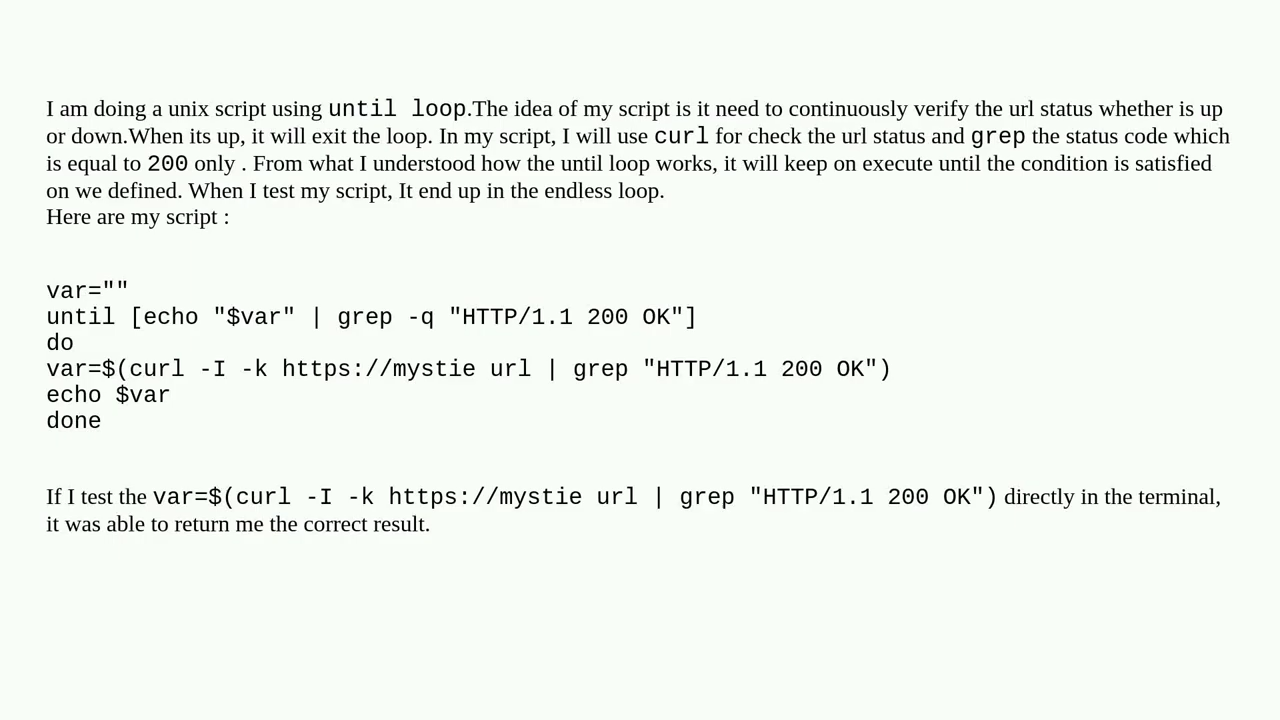 I am doing a unix script using until loop.The idea of my script is it need to continuously verify the url status whether is up
or down.When its up, it will exit the loop. In my script, I will use curl for check the url status and grep the status code which
is equal to 200 only . From what I understood how the until loop works, it will keep on execute until the condition is satisfied
on we defined. When I test my script, It end up in the endless loop.
Here are my script :
var=""
until [echo "$var" | grep -q "HTTP/1.1 200 OK"]
do
var=$(curl -I -k https://mystie url | grep "HTTP/1.1 200 OK")
echo $var
done
If I test the var=$(curl -I -k https://mystie url | grep "HTTP/1.1 200 OK") directly in the terminal,
it was able to return me the correct result.